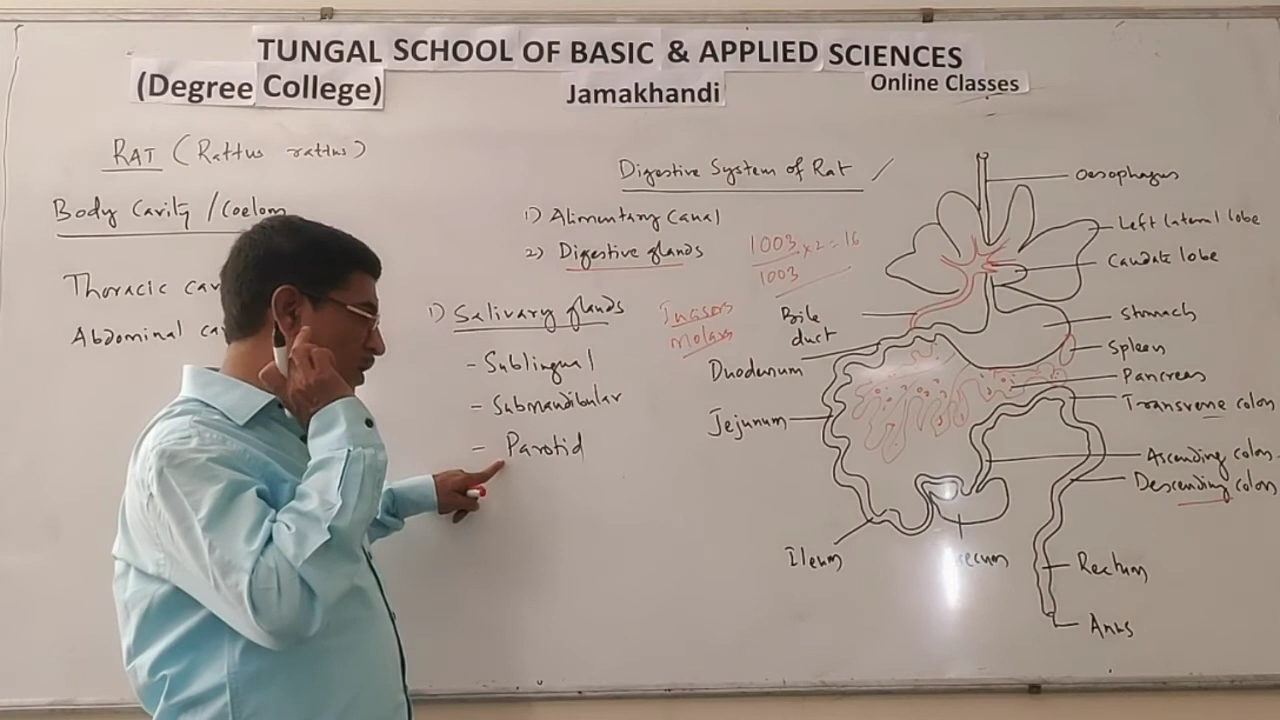 TUNGAL SCHOOL OF BASIC & APPLIED SCIENCES
(Degree College)
Jamakhandi
Online Classes
RAT (Rattus rattus)
Body Cavity / Coelom
Thoracic cav
Abdominal ca
Digestive System of Rat
1) Alimentary Canal
2) Digestive glands
1003 × 2 = 16
1003
1) Salivary glands
- Sublingual
- Submandibular
- Parotid
Incisors
Molars
Oesophagus
Left lateral lobe
Caudate lobe
Bile
duct
Stomach
Spleen
Duodenum
Pancreas
Transverse colon
Jejunum
Ascending colon
Descending colon
Ileum
ecum
Rectum
Anus